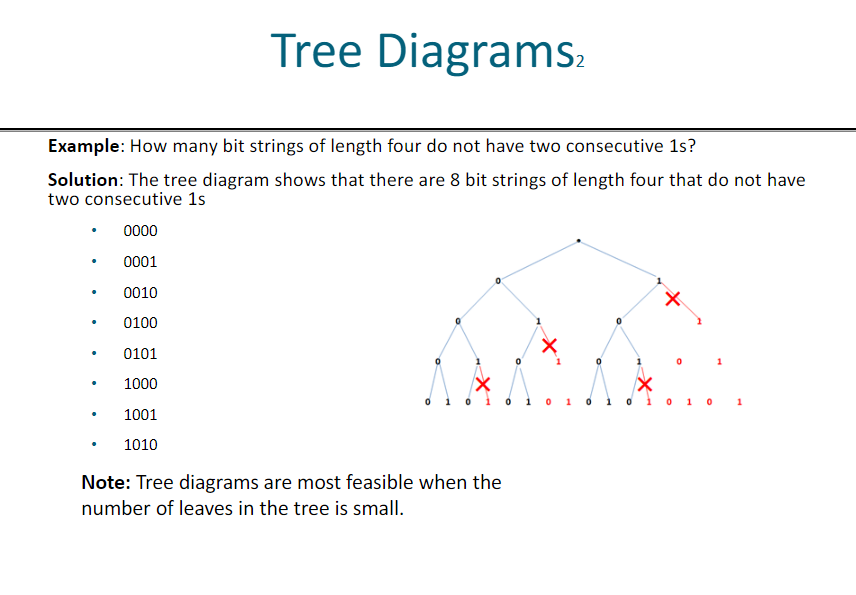 Tree Diagrams2
Example: How many bit strings of length four do not have two consecutive 1s?
Solution: The tree diagram shows that there are 8 bit strings of length four that do not have
two consecutive 1s
• 0000
• 0001
• 0010
• 0100
• 0101
• 1000
• 1001
• 1010
0 1
0 1 0 1
0 1 0 1 0 1 0 1
0 1 0 1 0 1 0 1 0 1 0 1 0 1 0 1
Note: Tree diagrams are most feasible when the
number of leaves in the tree is small.